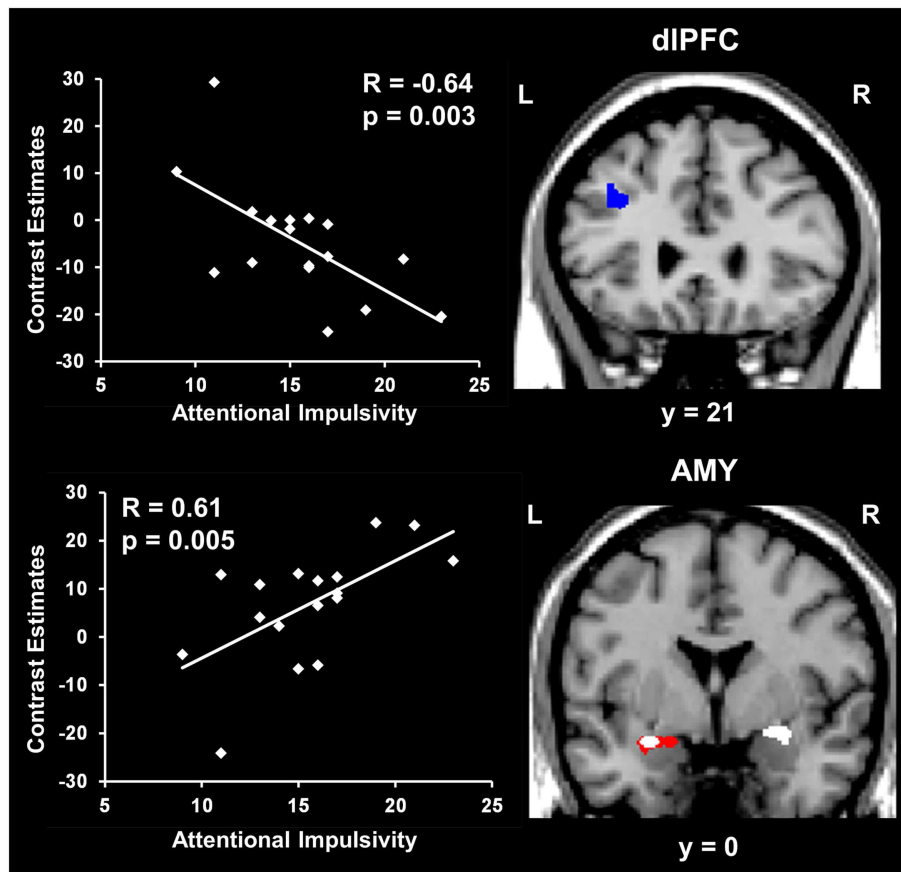 dlPFC
R = -0.64
p = 0.003
L
R
30
20
10
0
-10
-20
-30
Contrast Estimates
5
10
15
20
25
Attentional Impulsivity
y = 21
AMY
R = 0.61
p = 0.005
L
R
30
20
10
0
-10
-20
-30
Contrast Estimates
5
10
15
20
25
Attentional Impulsivity
y = 0